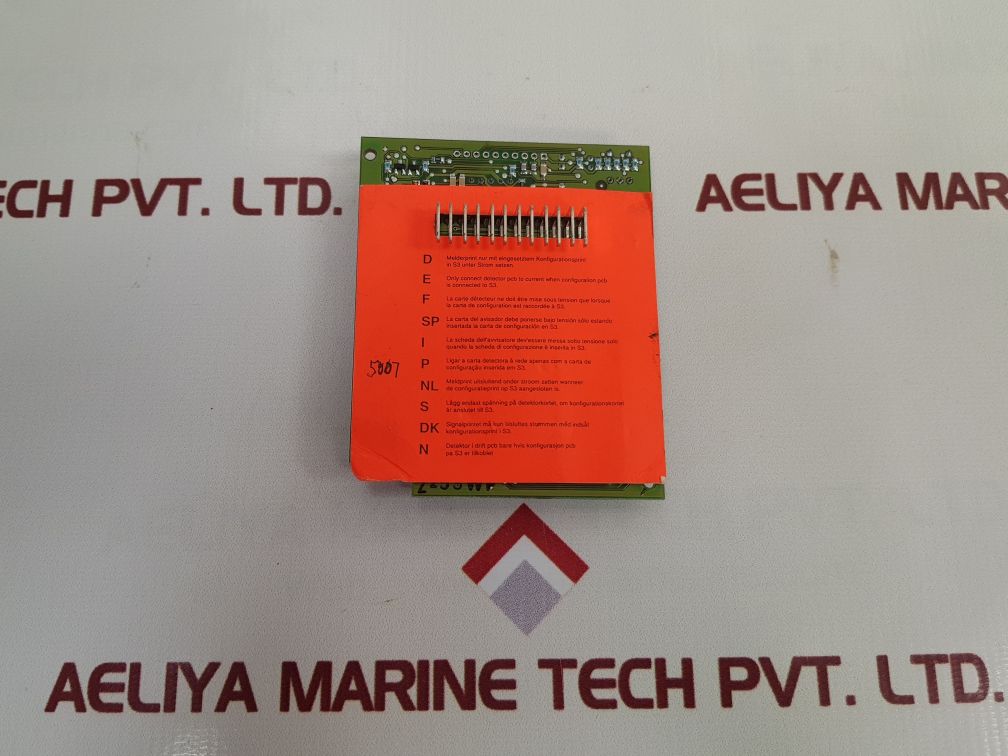 ECH PVT. LTD.
AELIYA MARINE
D Melderprint nur mit eingesetztem Konfigurationsprint
in S3 unter Strom setzen.
E Only connect detector pcb to current when configuration pcb
is connected to S3.
F La carte détecteur ne doit être mise sous tension que lorsque
la carte de configuration est raccordée à S3.
SP La carta del avisador debe ponerse bajo tensión sólo estando
insertada la carta de configuración en S3.
I La scheda dell'avvisatore dev'essere messa sotto tensione solo
quando la scheda di configurazione è inserita in S3.
P Ligar a carta detectora à rede apenas com a carta de
configuração inserida em S3.
NL Meldprint uitsluitend onder stroom zetten wanneer
de configuratieprint op S3 aangesloten is.
S Lägg endast spänning på detektorkortet, om konfigurationskortet
är anslutet till S3.
DK Signalprintet må kun tilsluttes strømmen med indsat
konfigurationsprint i S3.
N Detektor i drift pcb bare hvis konfigurasjon pcb
pa S3 er tilkoblet
5007
AELIYA MARINE TECH PVT. LTD.